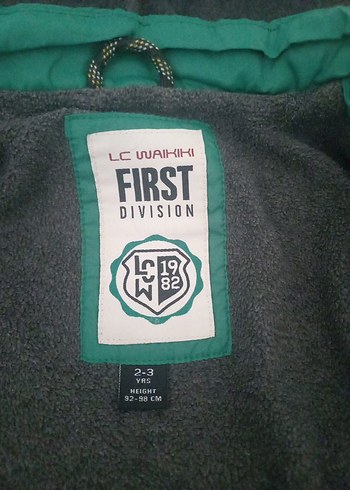 LC WAIKIKI
FIRST
DIVISION
LC 19
W 82
2-3
YRS
HEIGHT
92-98 CM